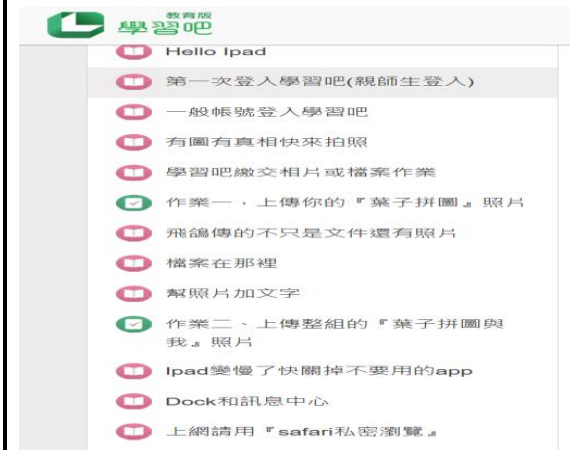 教育版
學習吧
Hello Ipad
第一次登入學習吧(親師生登入)
一般帳號登入學習吧
有圖有真相快來拍照
學習吧繳交相片或檔案作業
作業一，上傳你的『葉子拼圖』照片
飛鴿傳的不只是文件還有照片
檔案在那裡
幫照片加文字
作業二、上傳整組的『葉子拼圖與
我』照片
Ipad變慢了快關掉不要用的app
Dock和訊息中心
上網請用『safari私密瀏覽』